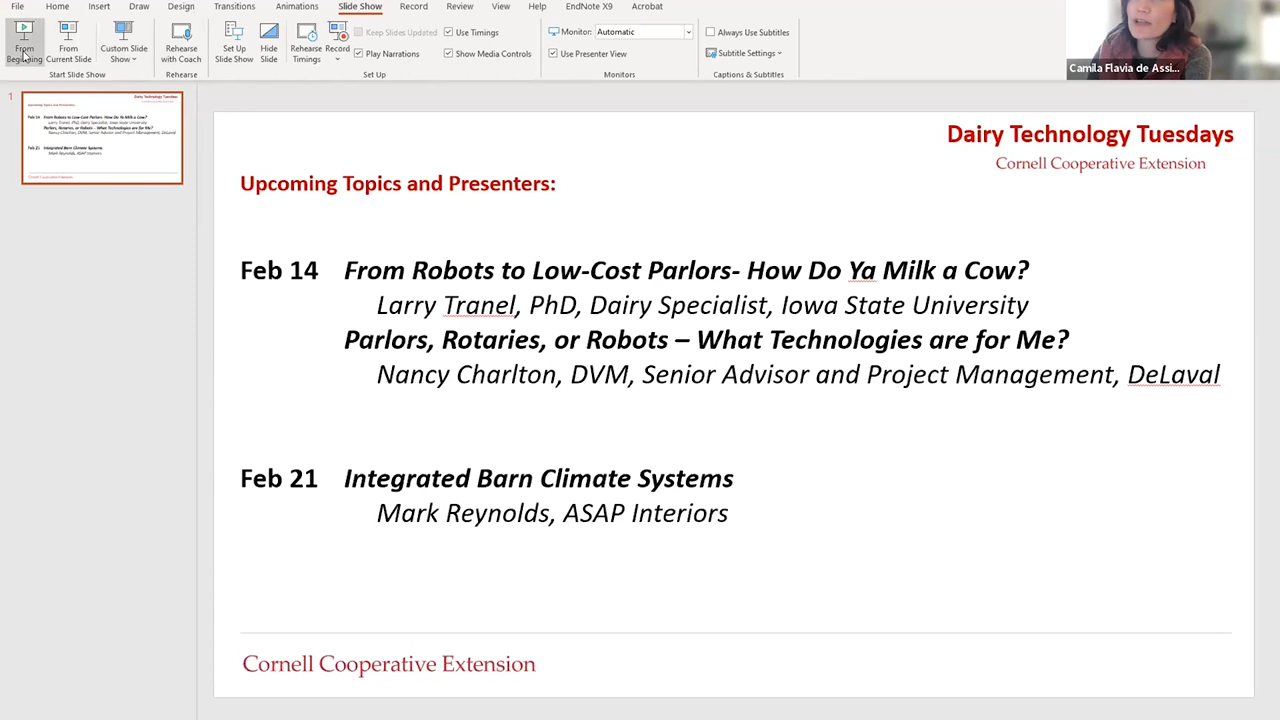 File Home Insert Draw Design Transitions Animations Slide Show Record Review View Help EndNote X9 Acrobat
From Beginning
From Current Slide
Custom Slide Show
Start Slide Show
Rehearse with Coach
Rehearse
Set Up Slide Show
Hide Slide
Rehearse Timings
Record
Keep Slides Updated
Play Narrations
Use Timings
Show Media Controls
Set Up
Monitor: Automatic
Use Presenter View
Monitors
Always Use Subtitles
Subtitle Settings
Captions & Subtitles
Camila Flavia de Assi...
1
Dairy Technology Tuesdays
Cornell Cooperative Extension
Upcoming Topics and Presenters:
Feb 14 From Robots to Low-Cost Parlors- How Do Ya Milk a Cow?
Larry Tranel, PhD, Dairy Specialist, Iowa State University
Parlors, Rotaries, or Robots – What Technologies are for Me?
Nancy Charlton, DVM, Senior Advisor and Project Management, DeLaval
Feb 21 Integrated Barn Climate Systems
Mark Reynolds, ASAP Interiors
Cornell Cooperative Extension